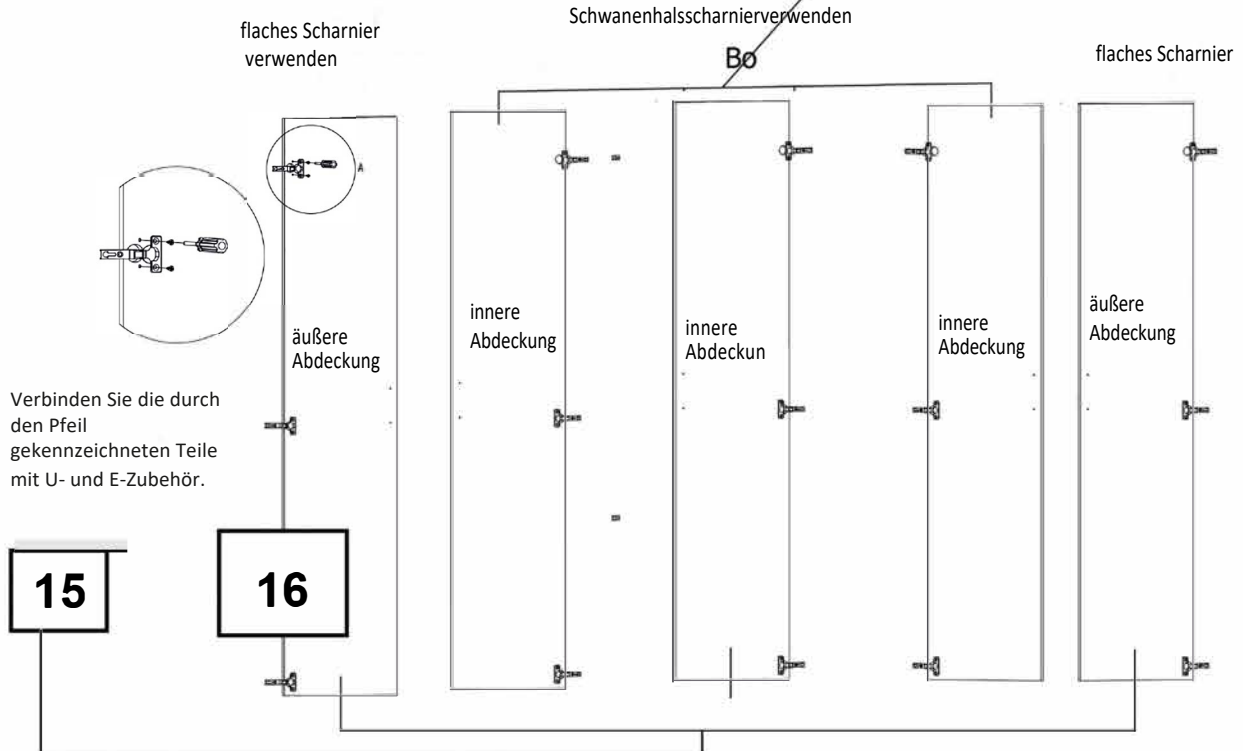 flaches Scharnier
verwenden
Schwanenhalsscharnierverwenden
Bo
flaches Scharnier
A
äußere
Abdeckung
innere
Abdeckung
innere
Abdeckun
innere
Abdeckung
äußere
Abdeckung
Verbinden Sie die durch
den Pfeil
gekennzeichneten Teile
mit U- und E-Zubehör.
15
16